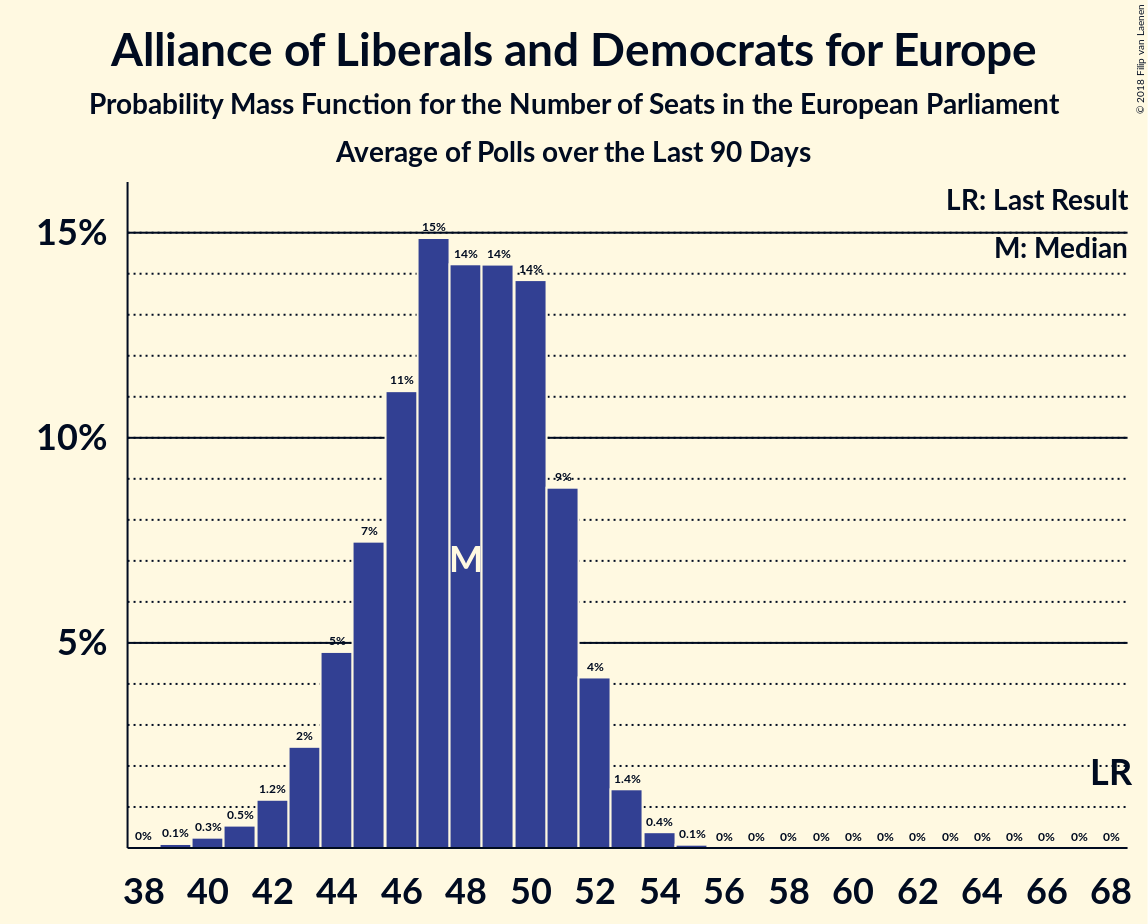 Alliance of Liberals and Democrats for Europe
Probability Mass Function for the Number of Seats in the European Parliament
Average of Polls over the Last 90 Days
© 2018 Filip van Laenen
LR: Last Result
M: Median
15%
10%
5%
0% 0.1% 0.3% 0.5% 1.2% 2% 5% 7% 11% 15% 14% 14% 14% 9% 4% 1.4% 0.4% 0.1% 0% 0% 0% 0% 0% 0% 0% 0% 0% 0% 0% 0% 0%
M
LR
38 40 42 44 46 48 50 52 54 56 58 60 62 64 66 68